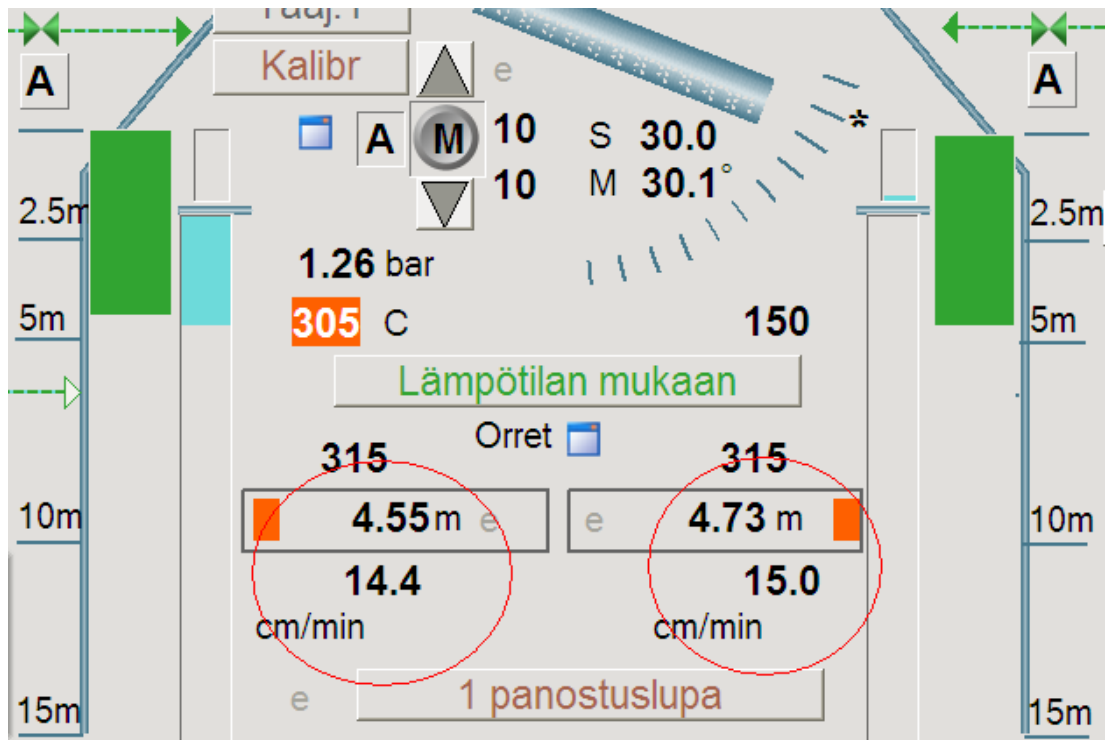 Kalibr
e
A
A
A
M
10
S 30.0
*
10
M 30.1°
2.5m
2.5m
1.26 bar
5m
305 C
150
5m
Lämpötilan mukaan
Orret
315
315
10m
4.55 m e
e 4.73 m
10m
14.4
15.0
cm/min
cm/min
e
1 panostuslupa
15m
15m